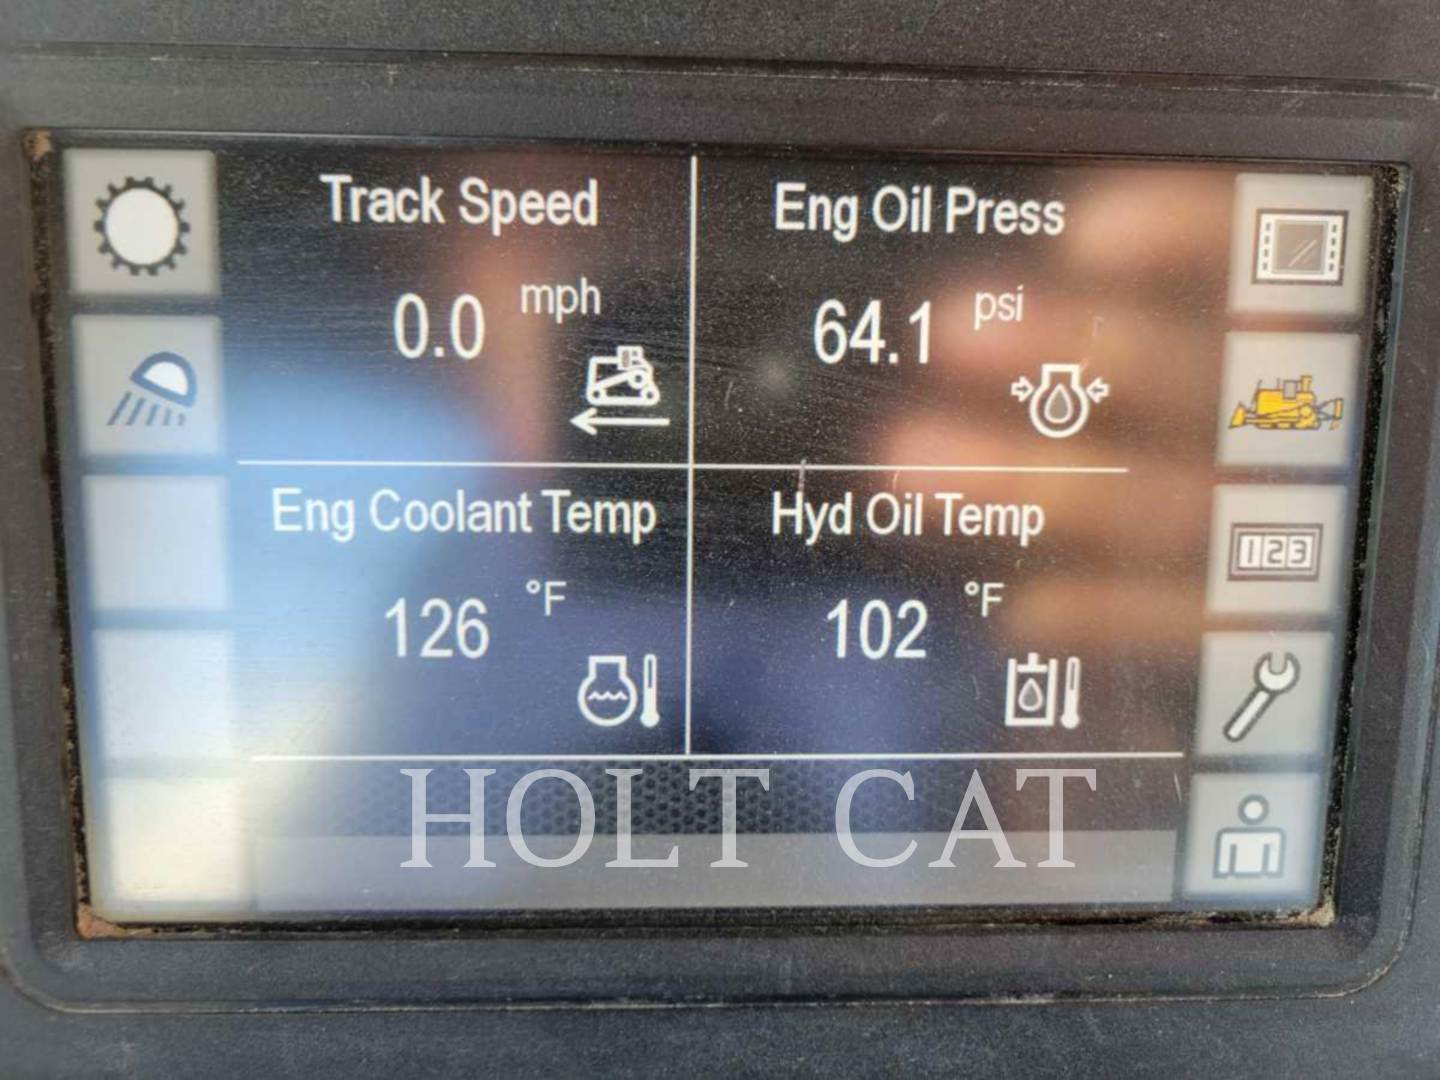 Track Speed
0.0 mph
Eng Oil Press
64.1 psi
Eng Coolant Temp
126 °F
Hyd Oil Temp
102 °F
123
HOLT CAT